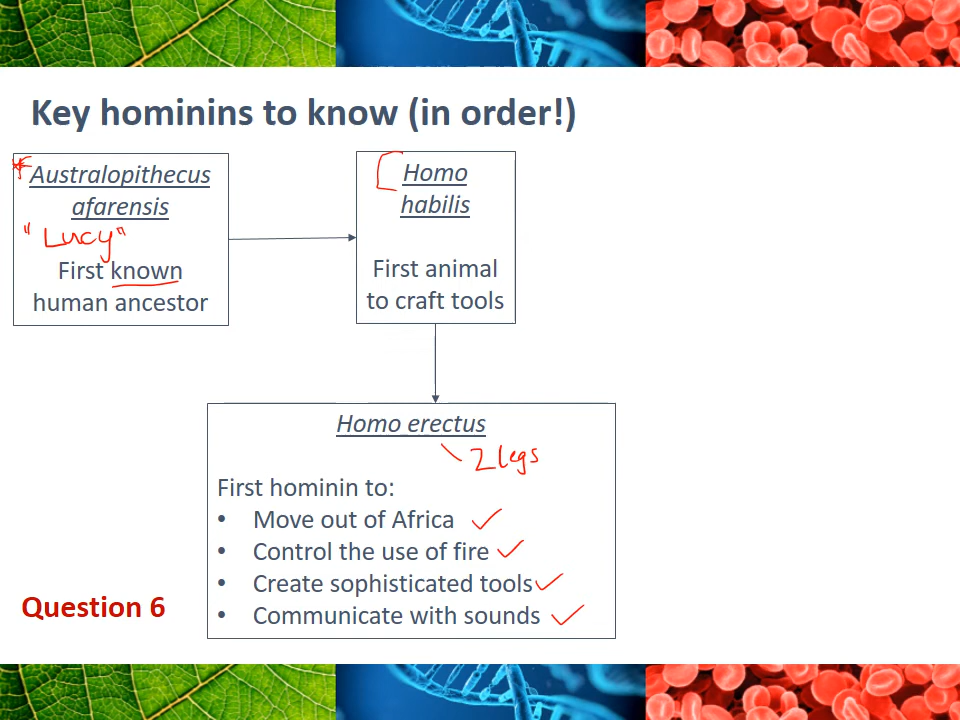 Key hominins to know (in order!)
Australopithecus
afarensis
"Lucy"
First known
human ancestor
Homo
habilis
First animal
to craft tools
Homo erectus
2 legs
First hominin to:
• Move out of Africa
• Control the use of fire
• Create sophisticated tools
• Communicate with sounds
Question 6